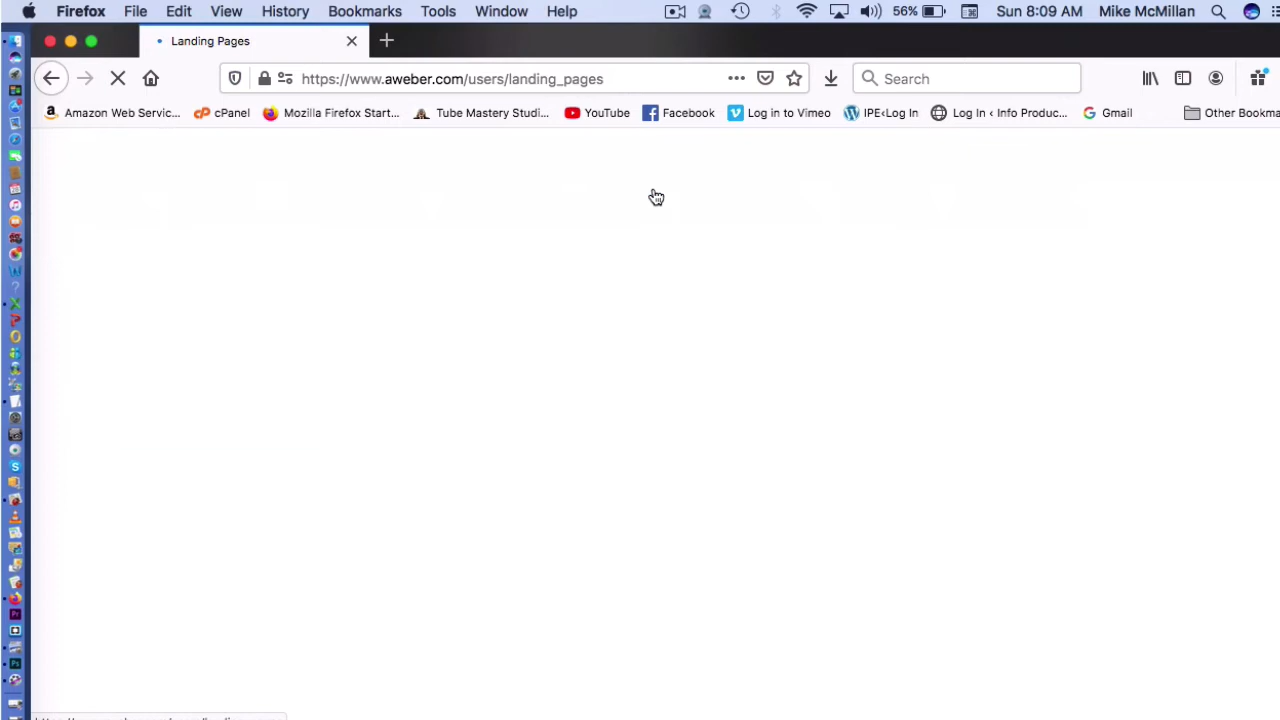 Firefox File Edit View History Bookmarks Tools Window Help 56% Sun 8:09 AM Mike McMillan
Landing Pages
https://www.aweber.com/users/landing_pages Search
Amazon Web Servic... cPanel Mozilla Firefox Start... Tube Mastery Studi... YouTube Facebook Log in to Vimeo IPE‹Log In Log In ‹ Info Produc... Gmail Other Bookma